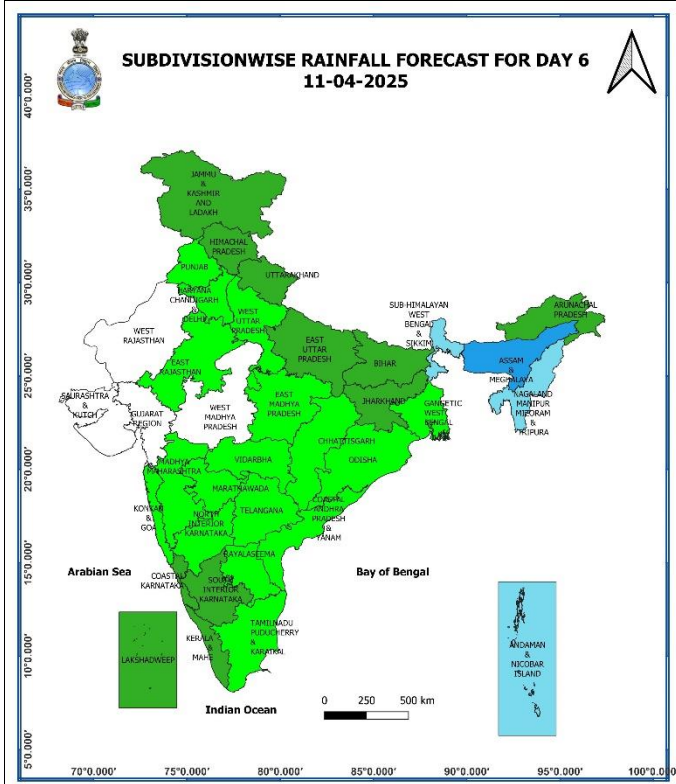 SUBDIVISIONWISE RAINFALL FORECAST FOR DAY 6
11-04-2025
40°0.000'
35°0.000'
30°0.000'
25°0.000'
20°0.000'
15°0.000'
10°0.000'
5°0.000'
JAMMU
&
KASHMIR
AND
LADAKH
HIMACHAL
PRADESH
PUNJAB
UTTARAKHAND
HARYANA
CHANDIGARH
&
DELHI
WEST
UTTAR
PRADESH
WEST
RAJASTHAN
EAST
RAJASTHAN
EAST
UTTAR
PRADESH
BIHAR
SUB-HIMALAYAN
WEST
BENGAL
&
SIKKIM
ARUNACHAL
PRADESH
ASSAM
&
MEGHALAYA
NAGALAND
MANIPUR
MIZORAM
&
TRIPURA
SAURASHTRA
&
KUTCH
GUJARAT
REGION
WEST
MADHYA
PRADESH
EAST
MADHYA
PRADESH
JHARKHAND
GANGETIC
WEST
BENGAL
CHHATTISGARH
ODISHA
MADHYA
MAHARASHTRA
VIDARBHA
MARATHAWADA
TELANGANA
COASTAL
ANDHRA
PRADESH
&
YANAM
KONKAN
&
GOA
NORTH
INTERIOR
KARNATAKA
RAYALASEEMA
COASTAL
KARNATAKA
SOUTH
INTERIOR
KARNATAKA
TAMILNADU
PUDUCHERRY
&
KARAIKAL
KERALA
&
MAHE
LAKSHADWEEP
ANDAMAN
&
NICOBAR
ISLAND
Arabian Sea
Bay of Bengal
Indian Ocean
0 250 500 km
70°0.000' 75°0.000' 80°0.000' 85°0.000' 90°0.000' 95°0.000' 100°0.000'